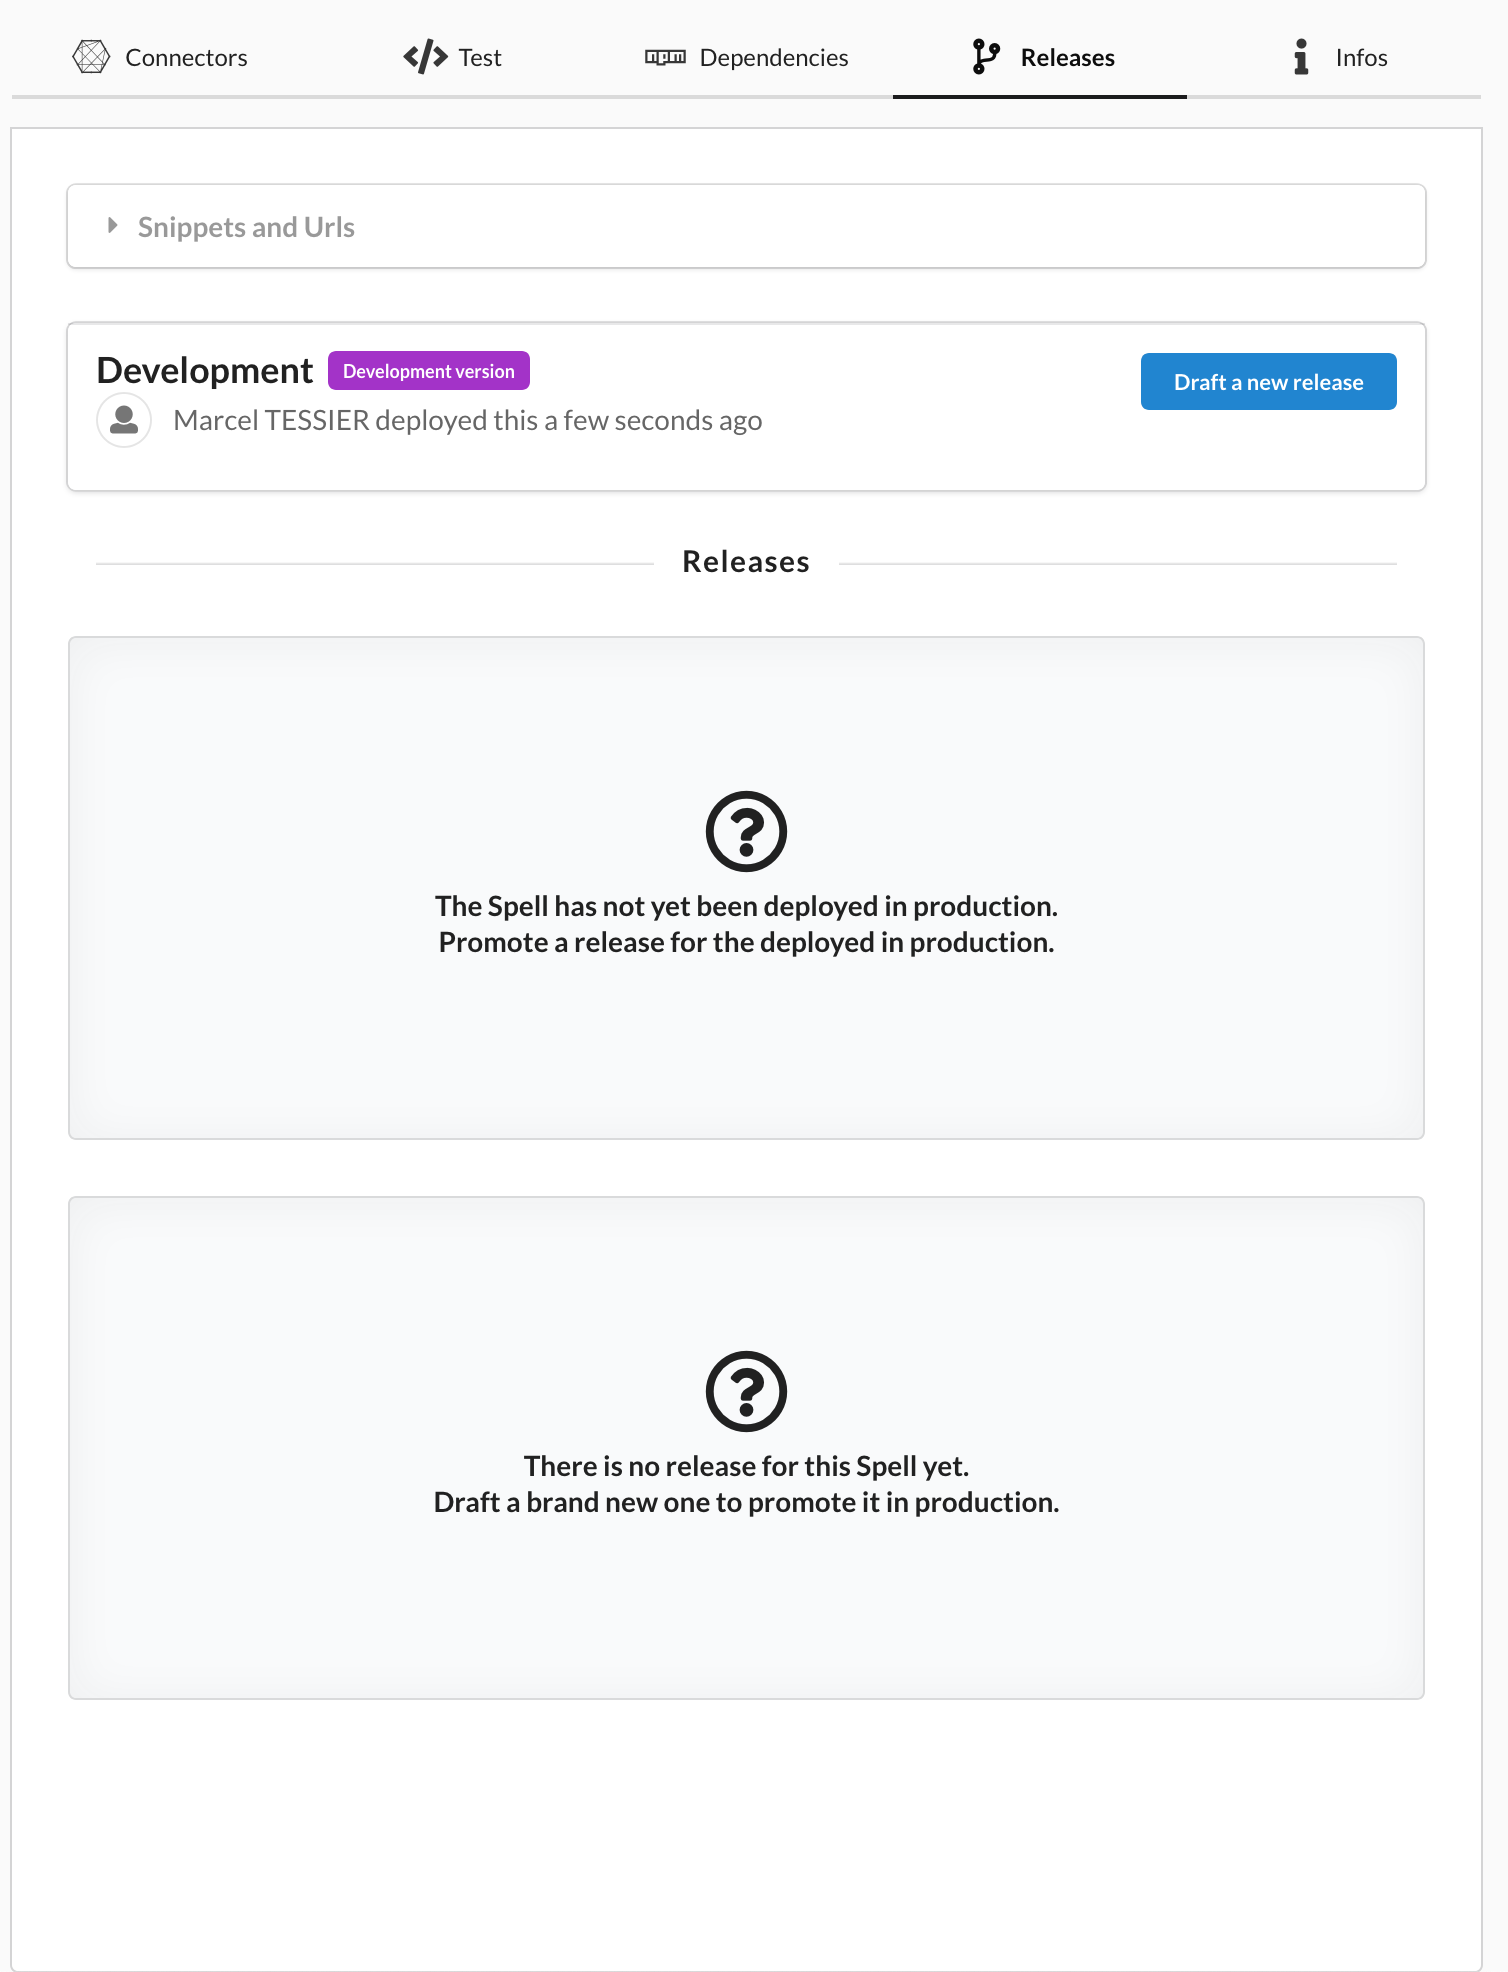 Connectors
Test
Dependencies
Releases
Infos
Snippets and Urls
Development
Development version
Marcel TESSIER deployed this a few seconds ago
Draft a new release
Releases
The Spell has not yet been deployed in production.
Promote a release for the deployed in production.
There is no release for this Spell yet.
Draft a brand new one to promote it in production.